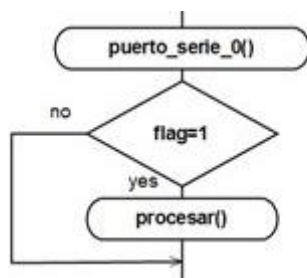 puerto_serie_0()
no
flag=1
yes
procesar()